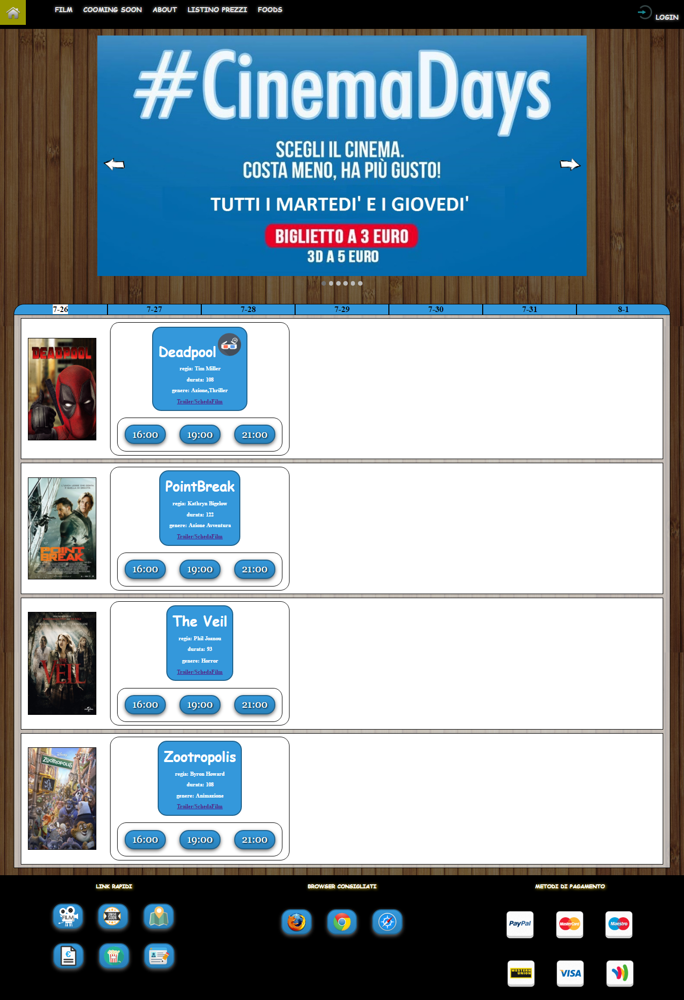 FILM COOMING SOON ABOUT LISTINO PREZZI FOODS LOGIN
#CinemaDays
SCEGLI IL CINEMA.
COSTA MENO, HA PIÙ GUSTO!
TUTTI I MARTEDI' E I GIOVEDI'
BIGLIETTO A 3 EURO
3D A 5 EURO
7-26 7-27 7-28 7-29 7-30 7-31 8-1
DEADPOOL
Deadpool
regia: Tim Miller
durata: 108
genere: Azione,Thriller
Trailer/SchedaFilm
16:00 19:00 21:00
POINT
BREAK
PointBreak
regia: Kathryn Bigelow
durata: 122
genere: Azione Avventura
Trailer/SchedaFilm
16:00 19:00 21:00
THE
VEIL
The Veil
regia: Phil Joanou
durata: 93
genere: Horror
Trailer/SchedaFilm
16:00 19:00 21:00
DISNEY
ZOOTROPOLIS
Zootropolis
regia: Byron Howard
durata: 108
genere: Animazione
Trailer/SchedaFilm
16:00 19:00 21:00
LINK RAPIDI
FILM
COMING
SOON
€
BROWSER CONSIGLIATI
METODI DI PAGAMENTO
PayPal MasterCard Maestro
WESTERN
UNION
VISA